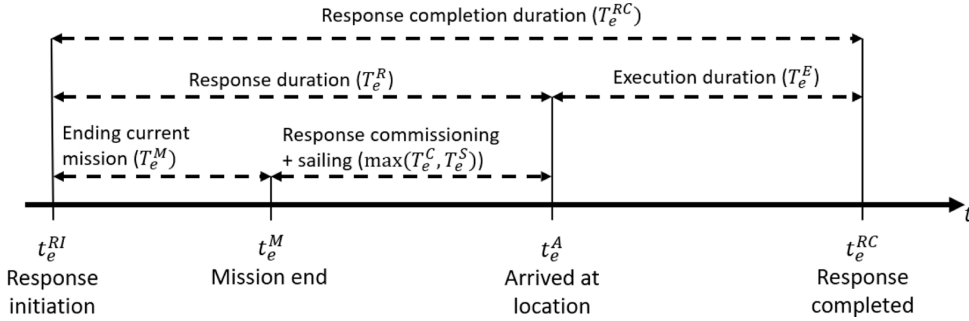 Response completion duration ($T_e^{RC}$)
Response duration ($T_e^R$)
Execution duration ($T_e^E$)
Ending current
mission ($T_e^M$)
Response commissioning
+ sailing ($\max(T_e^C, T_e^S)$)
t
$t_e^{RI}$
Response
initiation
$t_e^M$
Mission end
$t_e^A$
Arrived at
location
$t_e^{RC}$
Response
completed